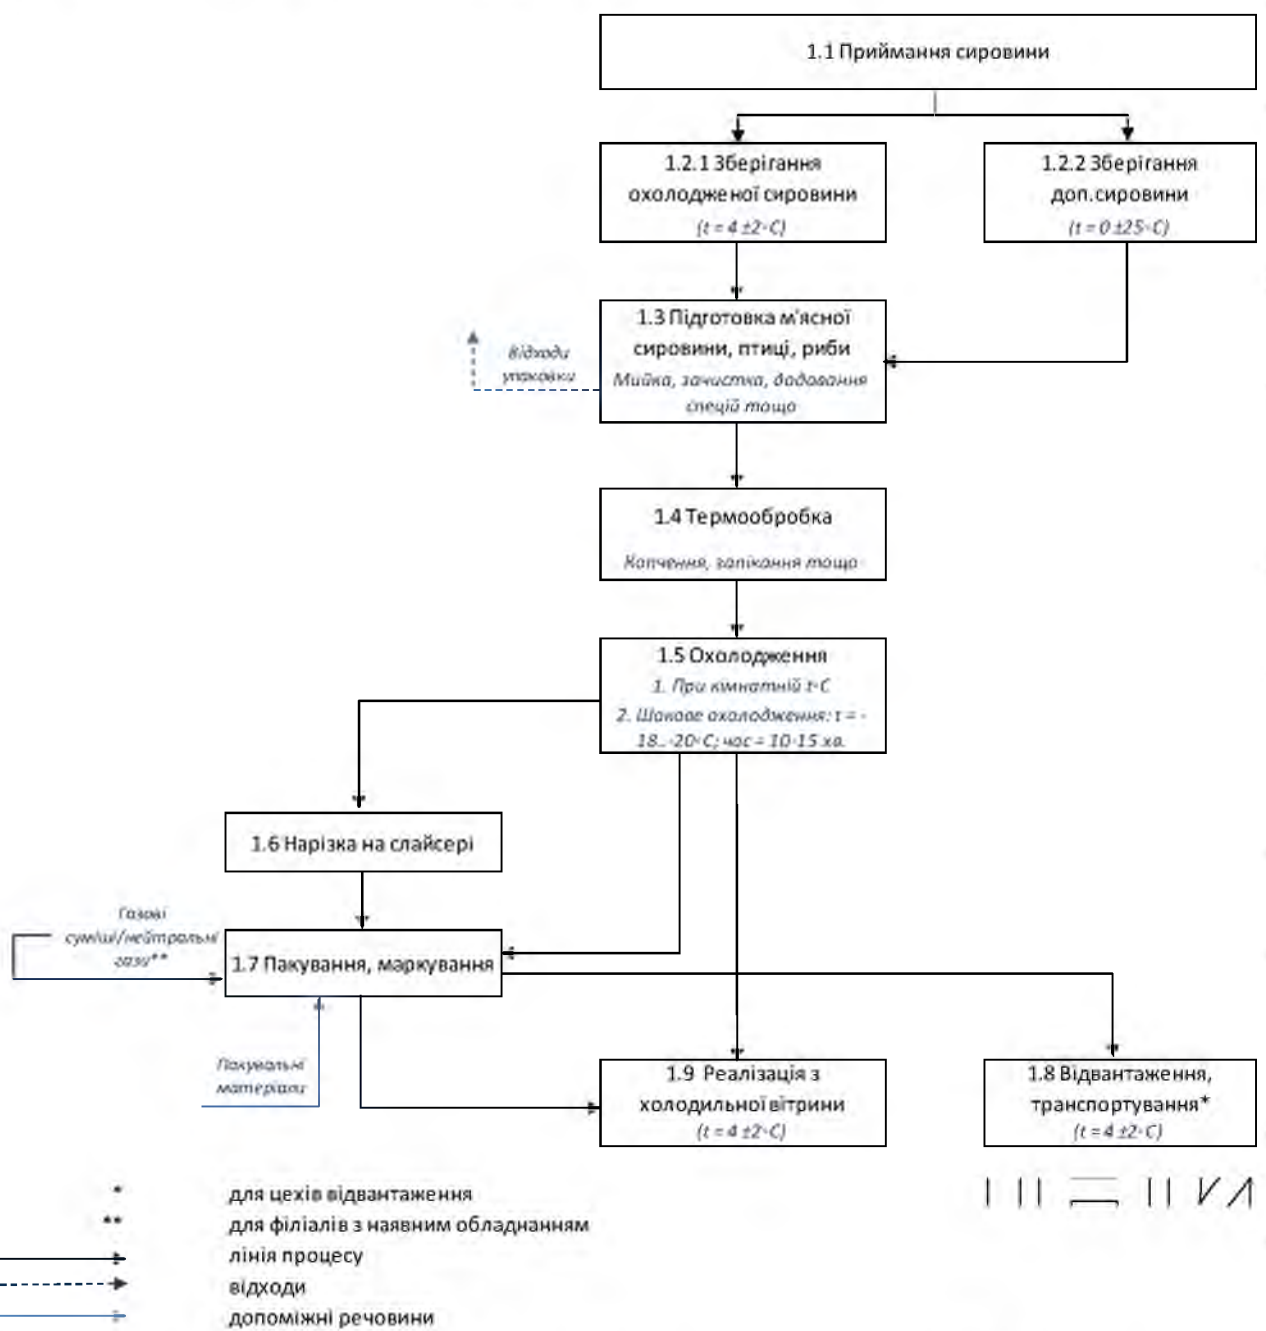 1.1 Приймання сировини
1.2.1 Зберігання
охолодженої сировини
(t = 4 ±2◦C)
1.2.2 Зберігання
доп.сировини
(t = 0 ±25◦C)
1.3 Підготовка м'ясної
сировини, птиці, риби
Мийка, зачистка, додавання
спецій тощо
Відходи
упаковки
1.4 Термообробка
Копчення, запікання тощо
1.5 Охолодження
1. При кімнатній t◦C
2. Шокове охолодження: t = -
18..-20◦C; час = 10-15 хв.
1.6 Нарізка на слайсері
Газові
суміші/нейтральні
гази**
1.7 Пакування, маркування
Пакувальні
матеріали
1.9 Реалізація з
холодильної вітрини
(t = 4 ±2◦C)
1.8 Відвантаження,
транспортування*
(t = 4 ±2◦C)
* для цехів відвантаження
** для філіалів з наявним обладнанням
лінія процесу
відходи
допоміжні речовини